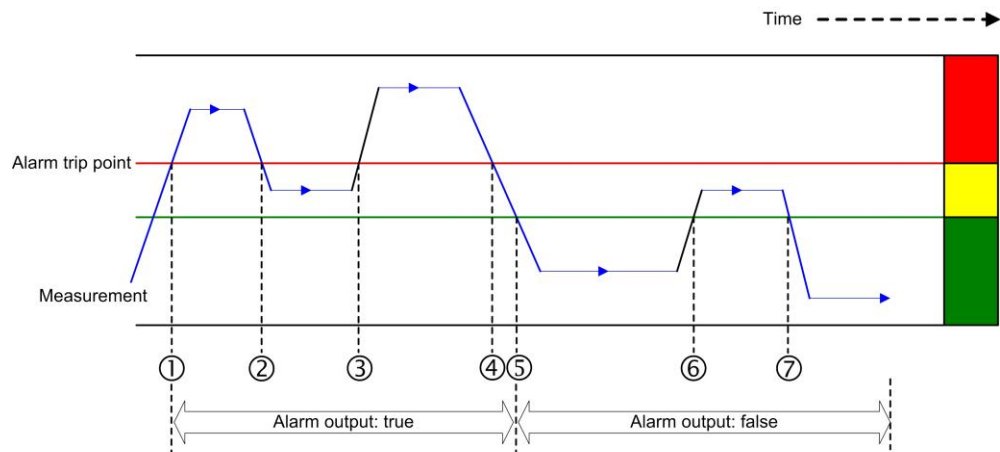 Time
Alarm trip point
Measurement
① ② ③ ④ ⑤ ⑥ ⑦
Alarm output: true Alarm output: false